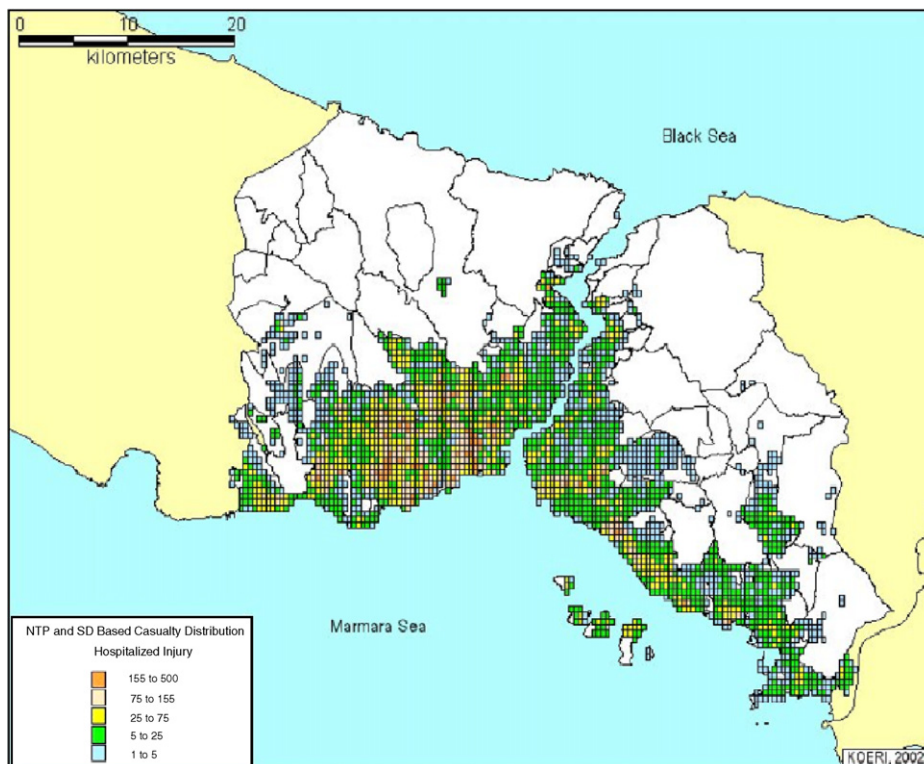 0 10 20
kilometers
Black Sea
Marmara Sea
NTP and SD Based Casualty Distribution
Hospitalized Injury
155 to 500
75 to 155
25 to 75
5 to 25
1 to 5
KOERI, 2002